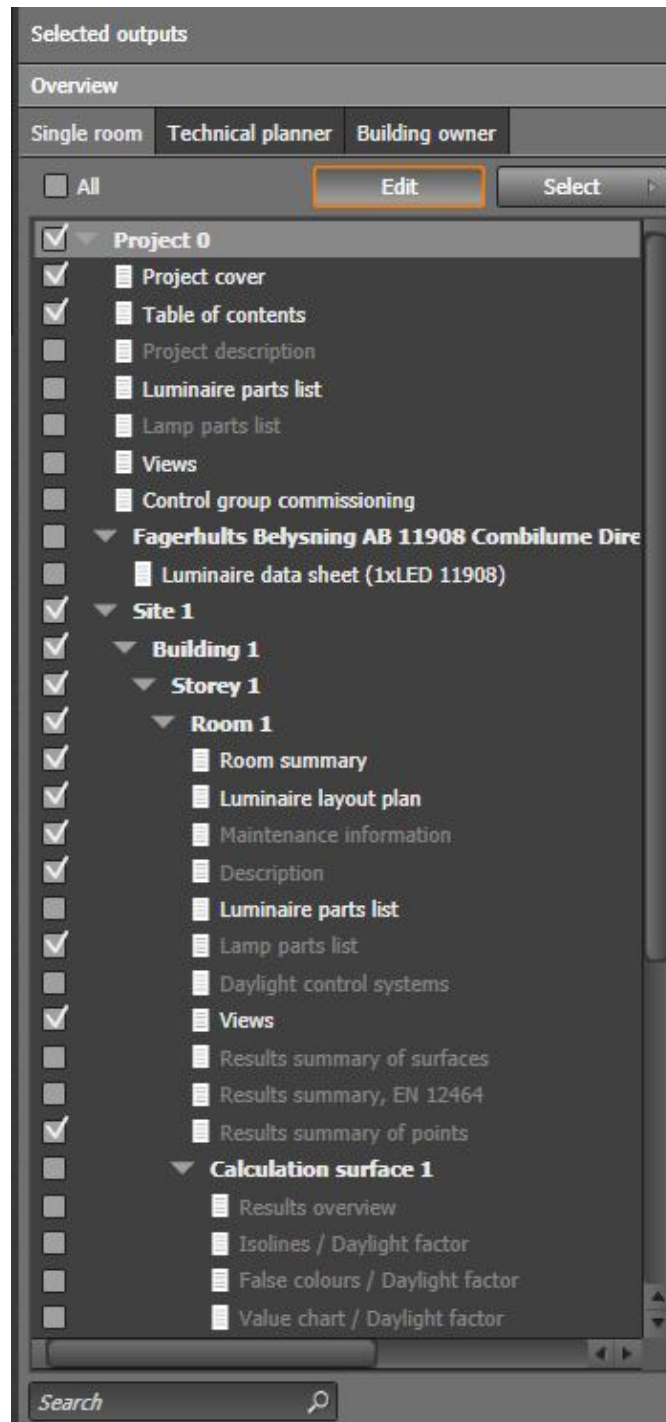 Selected outputs
Overview
Single room Technical planner Building owner
All Edit Select
Project 0
Project cover
Table of contents
Project description
Luminaire parts list
Lamp parts list
Views
Control group commissioning
Fagerhults Belysning AB 11908 Combilume Dire
Luminaire data sheet (1xLED 11908)
Site 1
Building 1
Storey 1
Room 1
Room summary
Luminaire layout plan
Maintenance information
Description
Luminaire parts list
Lamp parts list
Daylight control systems
Views
Results summary of surfaces
Results summary, EN 12464
Results summary of points
Calculation surface 1
Results overview
Isolines / Daylight factor
False colours / Daylight factor
Value chart / Daylight factor
Search